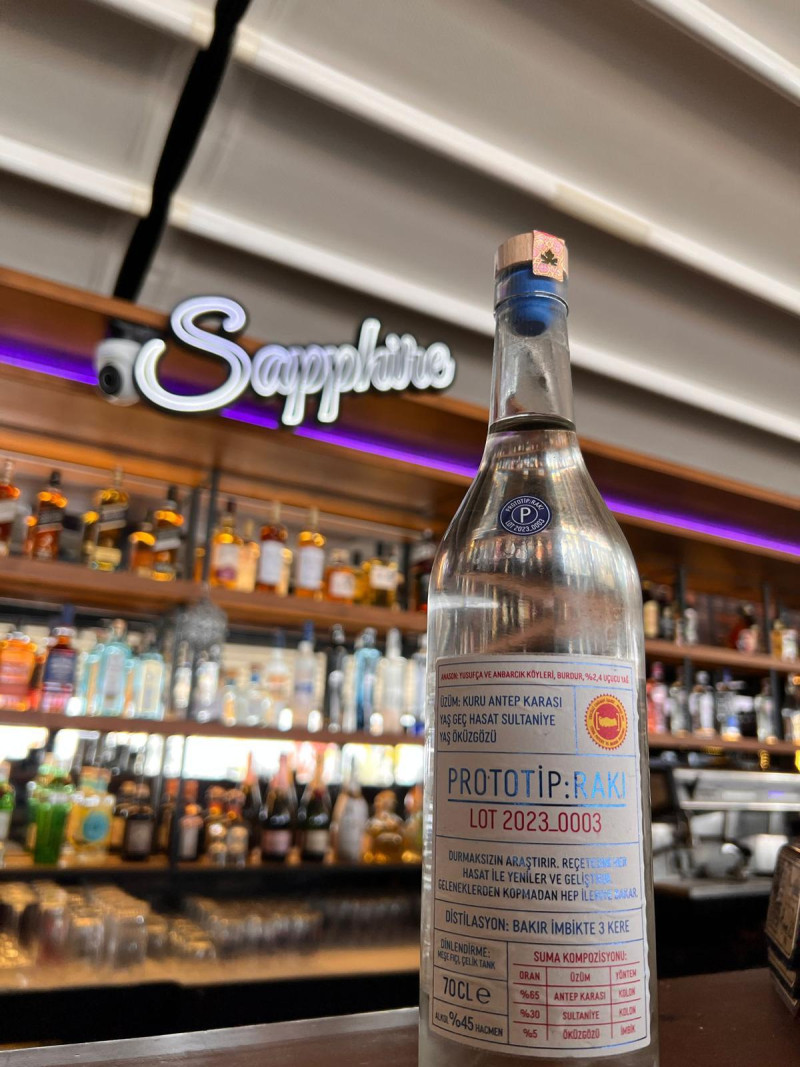 Sapphire
PROTOTİP:RAKI
P
LOT 2023_0003
ANASON: YUSUFÇA VE ANBARCIK KÖYLERİ, BURDUR, %2,4 UÇUCU YAĞ
ÜZÜM: KURU ANTEP KARASI
YAŞ GEÇ HASAT SULTANİYE
YAŞ ÖKÜZGÖZÜ
PROTOTİP:RAKI
LOT 2023_0003
DURMAKSIZIN ARAŞTIRIR. REÇETESİNİ HER
HASAT İLE YENİLER VE GELİŞTİRİR.
GELENEKLERDEN KOPMADAN HEP İLERİYE BAKAR.
DİSTİLASYON: BAKIR İMBİKTE 3 KERE
DİNLENDİRME:
MEŞE FIÇI, ÇELİK TANK
70CL e
ALKOL %45 HACMEN
SUMA KOMPOZİSYONU:
ORAN ÜZÜM YÖNTEM
%65 ANTEP KARASI KOLON
%30 SULTANİYE KOLON
%5 ÖKÜZGÖZÜ İMBİK